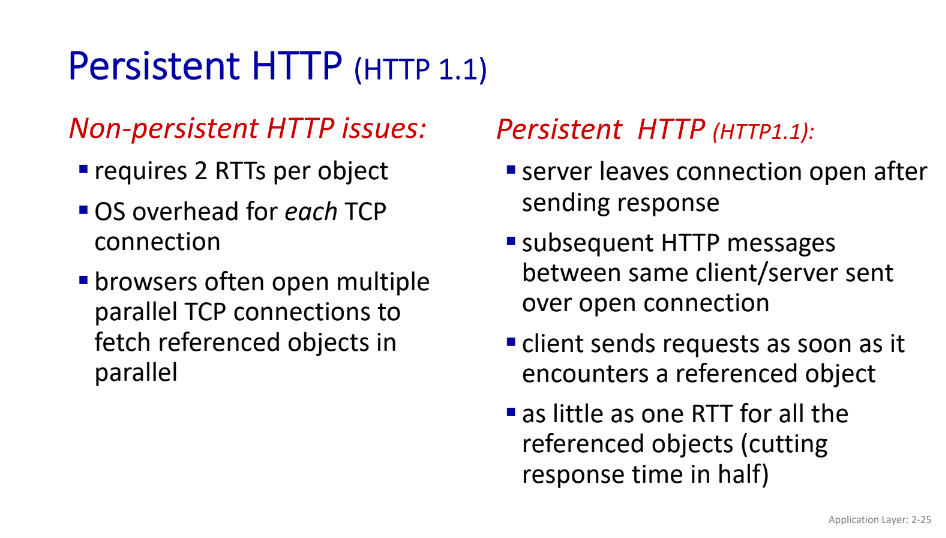 Persistent HTTP (HTTP 1.1)
Non-persistent HTTP issues:
▪ requires 2 RTTs per object
▪ OS overhead for each TCP
connection
▪ browsers often open multiple
parallel TCP connections to
fetch referenced objects in
parallel
Persistent HTTP (HTTP1.1):
▪ server leaves connection open after
sending response
▪ subsequent HTTP messages
between same client/server sent
over open connection
▪ client sends requests as soon as it
encounters a referenced object
▪ as little as one RTT for all the
referenced objects (cutting
response time in half)
Application Layer: 2-25